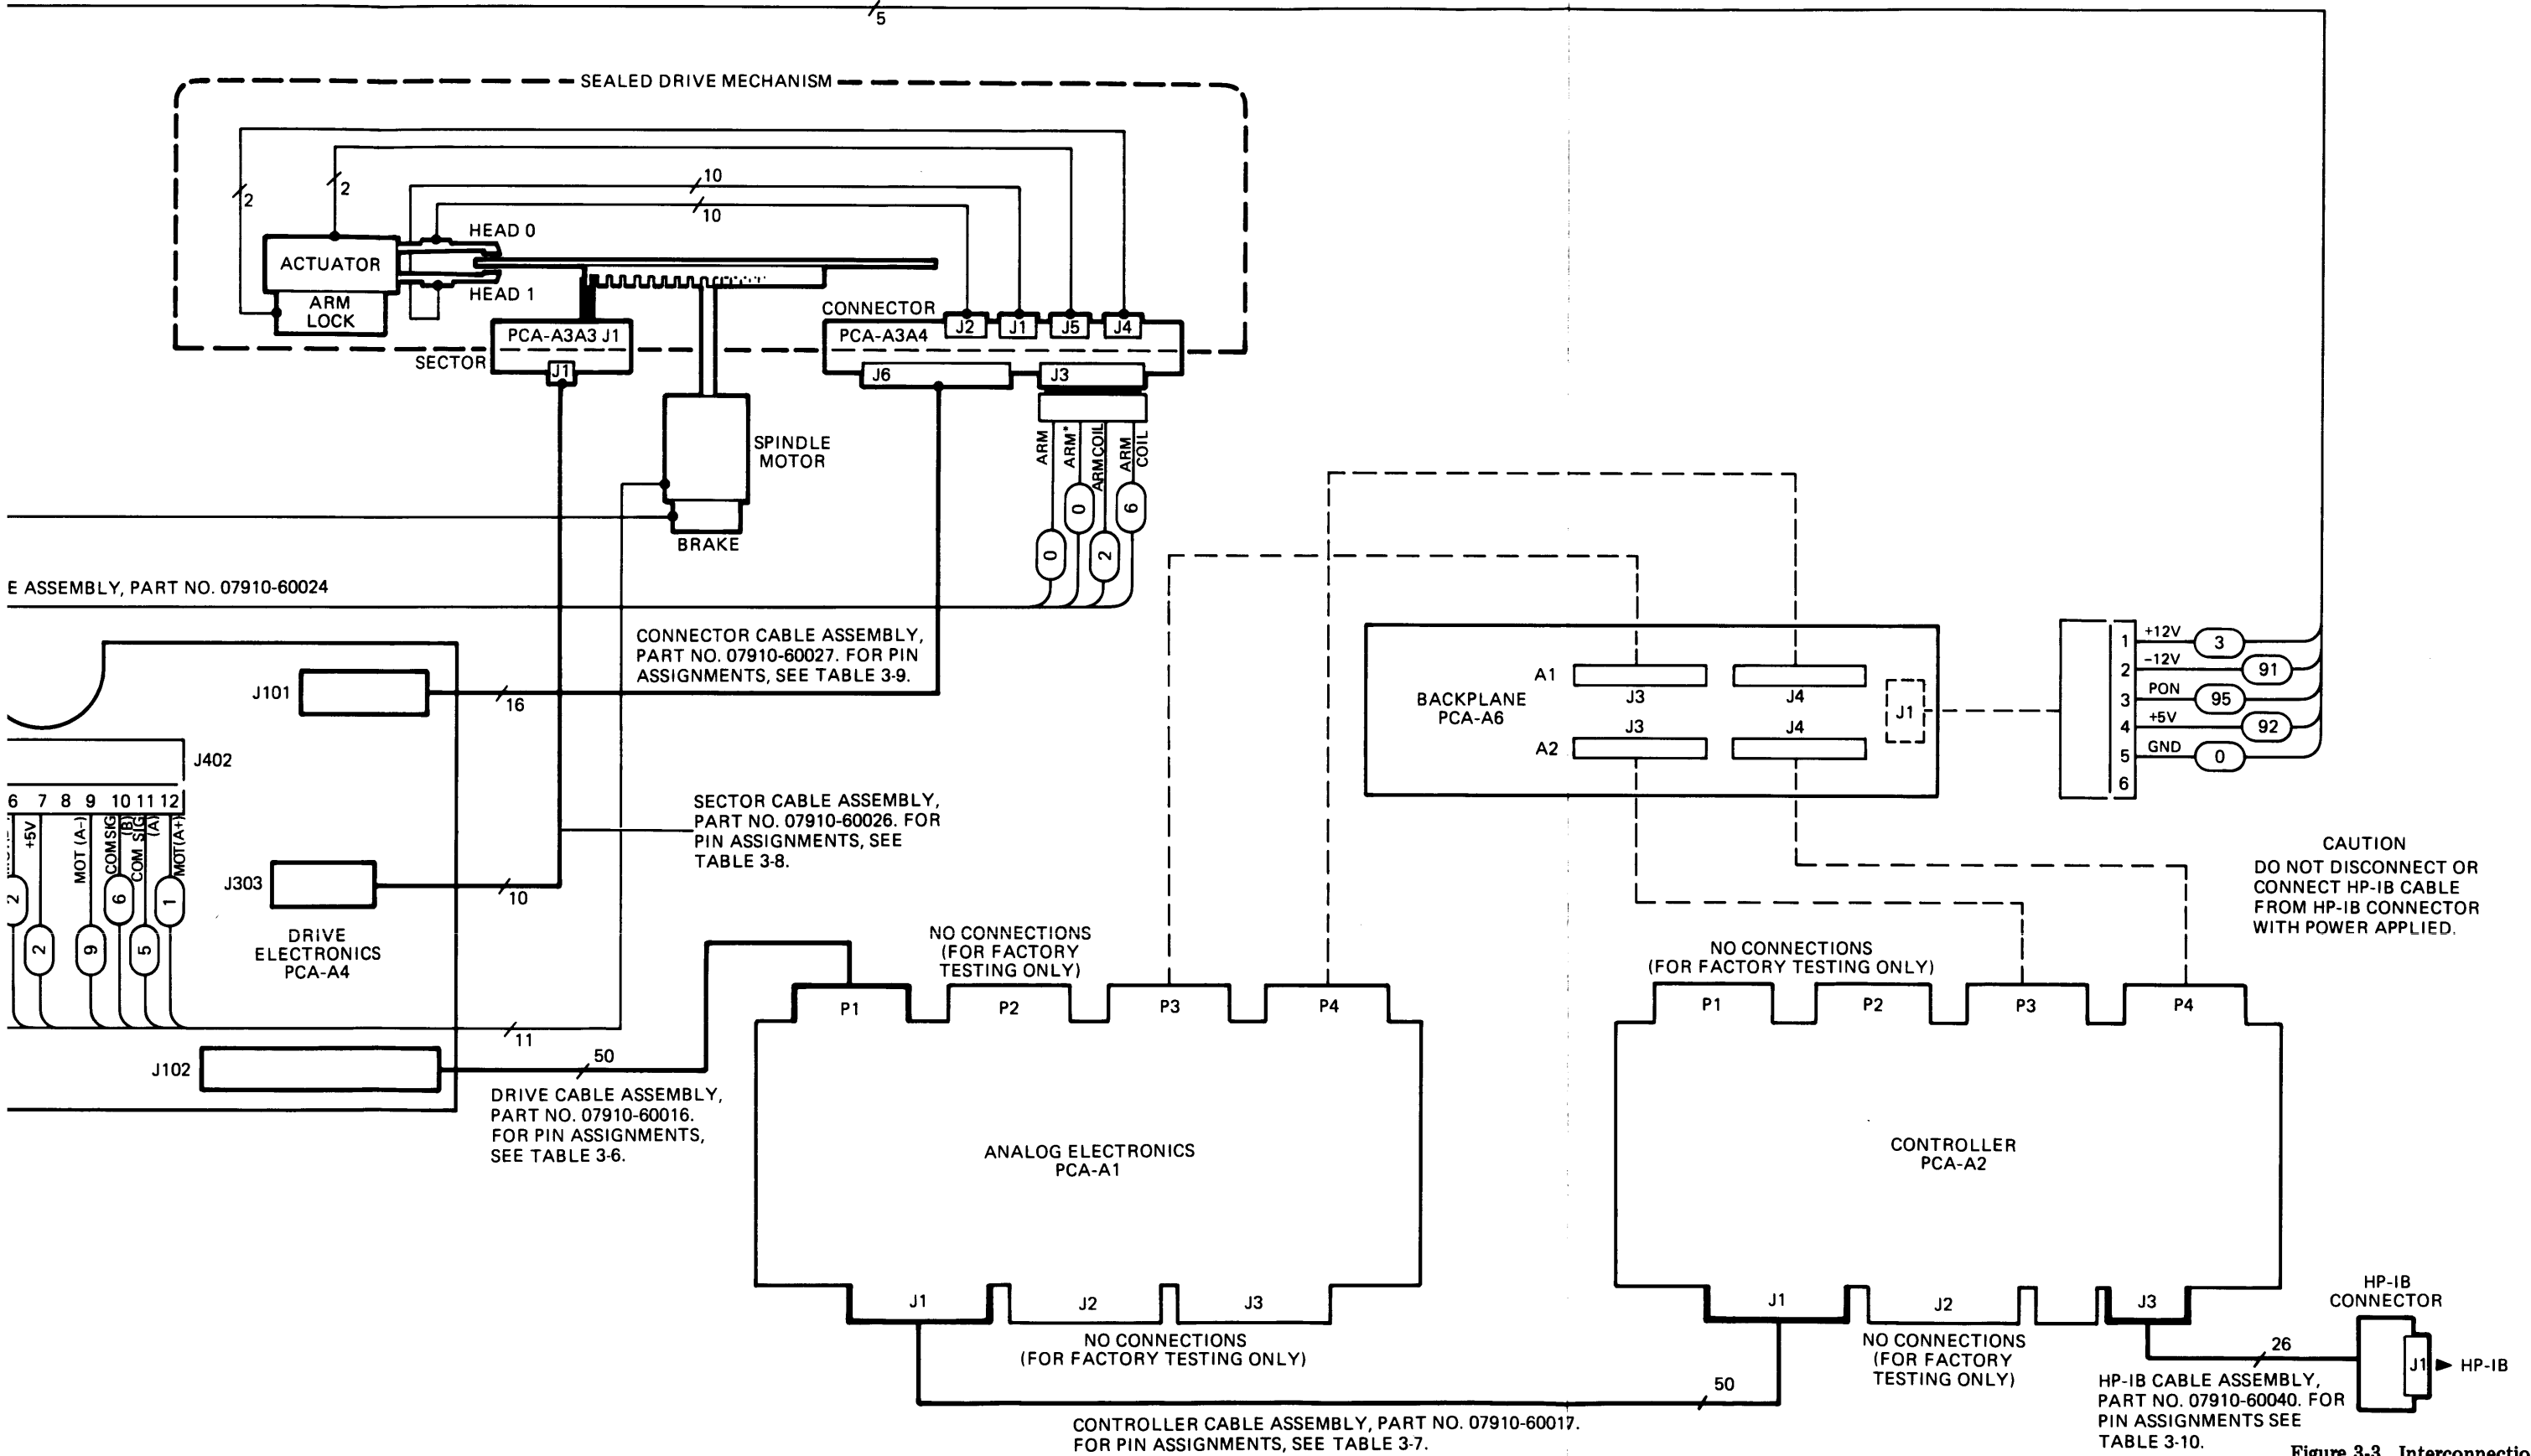 5
SEALED DRIVE MECHANISM
2
2
10
10
HEAD 0
ACTUATOR
HEAD 1
ARM
LOCK
CONNECTOR
J2
J1
J5
J4
PCA-A3A3 J1
PCA-A3A4
SECTOR
J1
J6
J3
SPINDLE
MOTOR
BRAKE
ARM
ARM*
ARMCOIL
ARM
COIL
0
0
2
6
E ASSEMBLY, PART NO. 07910-60024
CONNECTOR CABLE ASSEMBLY,
PART NO. 07910-60027. FOR PIN
ASSIGNMENTS, SEE TABLE 3-9.
J101
16
J402
6 7 8 9 10 11 12
+5V
MOT (A-)
COMSIG
(B)
COM SIG
(A)
MOT(A+)
2
2
9
6
5
1
SECTOR CABLE ASSEMBLY,
PART NO. 07910-60026. FOR
PIN ASSIGNMENTS, SEE
TABLE 3-8.
J303
10
DRIVE
ELECTRONICS
PCA-A4
11
J102
50
DRIVE CABLE ASSEMBLY,
PART NO. 07910-60016.
FOR PIN ASSIGNMENTS,
SEE TABLE 3-6.
BACKPLANE
PCA-A6
A1
J3
J4
A2
J3
J4
J1
1 +12V 3
2 -12V 91
3 PON 95
4 +5V 92
5 GND 0
6
CAUTION
DO NOT DISCONNECT OR
CONNECT HP-IB CABLE
FROM HP-IB CONNECTOR
WITH POWER APPLIED.
NO CONNECTIONS
(FOR FACTORY
TESTING ONLY)
P1
P2
P3
P4
ANALOG ELECTRONICS
PCA-A1
J1
J2
J3
NO CONNECTIONS
(FOR FACTORY TESTING ONLY)
NO CONNECTIONS
(FOR FACTORY TESTING ONLY)
P1
P2
P3
P4
CONTROLLER
PCA-A2
J1
J2
J3
NO CONNECTIONS
(FOR FACTORY
TESTING ONLY)
50
CONTROLLER CABLE ASSEMBLY, PART NO. 07910-60017.
FOR PIN ASSIGNMENTS, SEE TABLE 3-7.
HP-IB
CONNECTOR
26
J1
HP-IB
HP-IB CABLE ASSEMBLY,
PART NO. 07910-60040. FOR
PIN ASSIGNMENTS SEE
TABLE 3-10.
Figure 3-3. Interconnectio